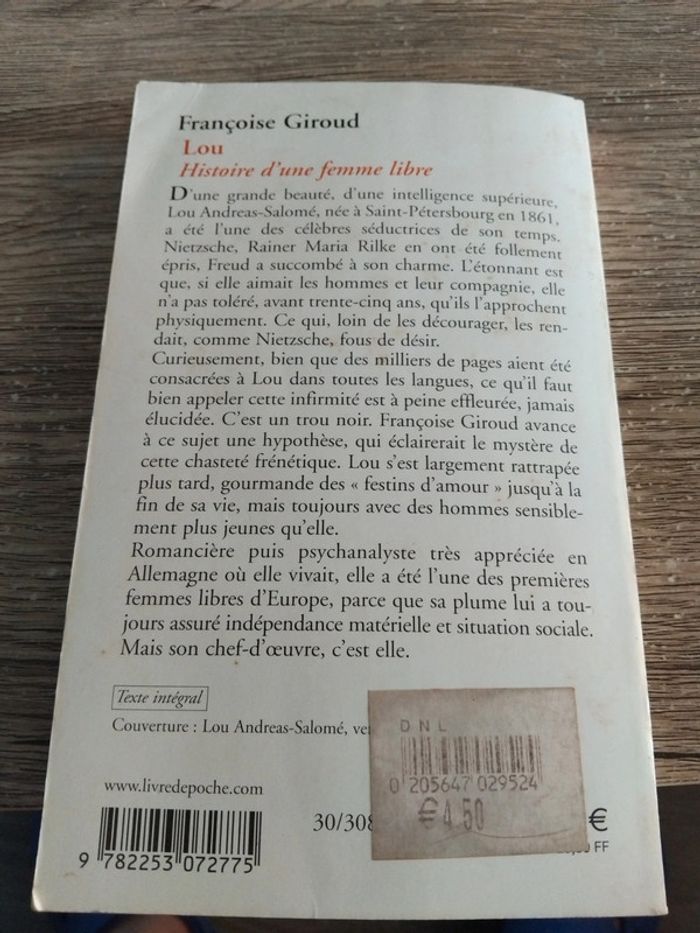 Françoise Giroud
Lou
Histoire d'une femme libre
D'une grande beauté, d'une intelligence supérieure,
Lou Andreas-Salomé, née à Saint-Pétersbourg en 1861,
a été l'une des célèbres séductrices de son temps.
Nietzsche, Rainer Maria Rilke en ont été follement
épris, Freud a succombé à son charme. L'étonnant est
que, si elle aimait les hommes et leur compagnie, elle
n'a pas toléré, avant trente-cinq ans, qu'ils l'approchent
physiquement. Ce qui, loin de les décourager, les ren-
dait, comme Nietzsche, fous de désir.
Curieusement, bien que des milliers de pages aient été
consacrées à Lou dans toutes les langues, ce qu'il faut
bien appeler cette infirmité est à peine effleurée, jamais
élucidée. C'est un trou noir. Françoise Giroud avance
à ce sujet une hypothèse, qui éclairerait le mystère de
cette chasteté frénétique. Lou s'est largement rattrapée
plus tard, gourmande des « festins d'amour » jusqu'à la
fin de sa vie, mais toujours avec des hommes sensible-
ment plus jeunes qu'elle.
Romancière puis psychanalyste très appréciée en
Allemagne où elle vivait, elle a été l'une des premières
femmes libres d'Europe, parce que sa plume lui a tou-
jours assuré indépendance matérielle et situation sociale.
Mais son chef-d'œuvre, c'est elle.
Texte intégral
Couverture : Lou Andreas-Salomé,
DNL
0 205647 029524
€4.50
www.livredepoche.com
30/308
€
FF
9 782253 072775